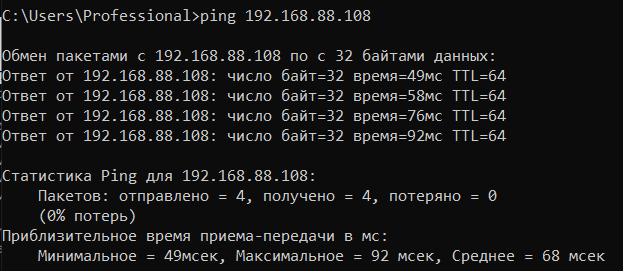 C:\Users\Professional>ping 192.168.88.108
Обмен пакетами с 192.168.88.108 по с 32 байтами данных:
Ответ от 192.168.88.108: число байт=32 время=49мс TTL=64
Ответ от 192.168.88.108: число байт=32 время=58мс TTL=64
Ответ от 192.168.88.108: число байт=32 время=76мс TTL=64
Ответ от 192.168.88.108: число байт=32 время=92мс TTL=64
Статистика Ping для 192.168.88.108:
Пакетов: отправлено = 4, получено = 4, потеряно = 0
(0% потерь)
Приблизительное время приема-передачи в мс:
Минимальное = 49мсек, Максимальное = 92 мсек, Среднее = 68 мсек